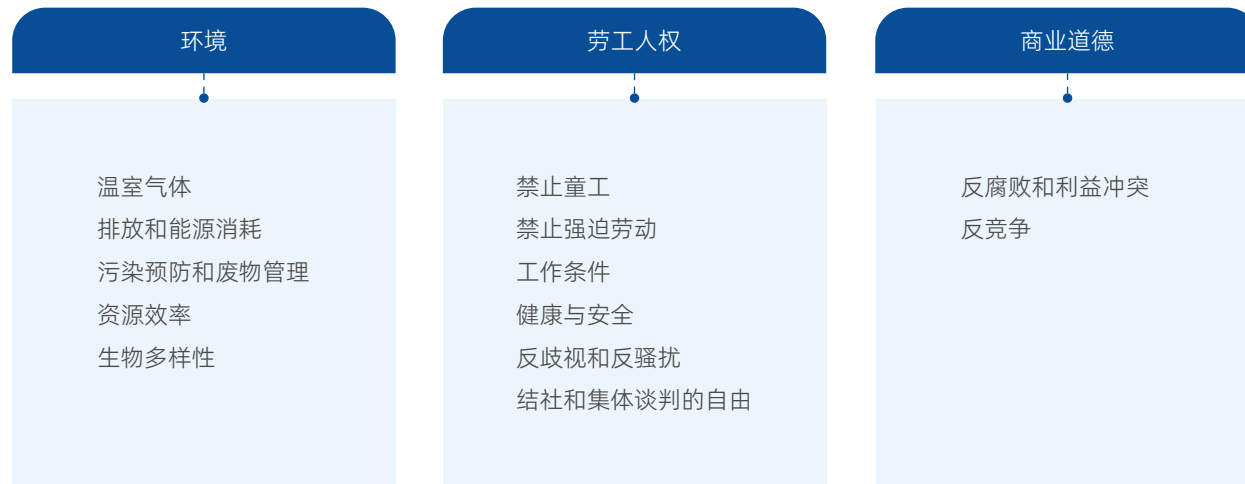 环境
温室气体
排放和能源消耗
污染预防和废物管理
资源效率
生物多样性
劳工人权
禁止童工
禁止强迫劳动
工作条件
健康与安全
反歧视和反骚扰
结社和集体谈判的自由
商业道德
反腐败和利益冲突
反竞争